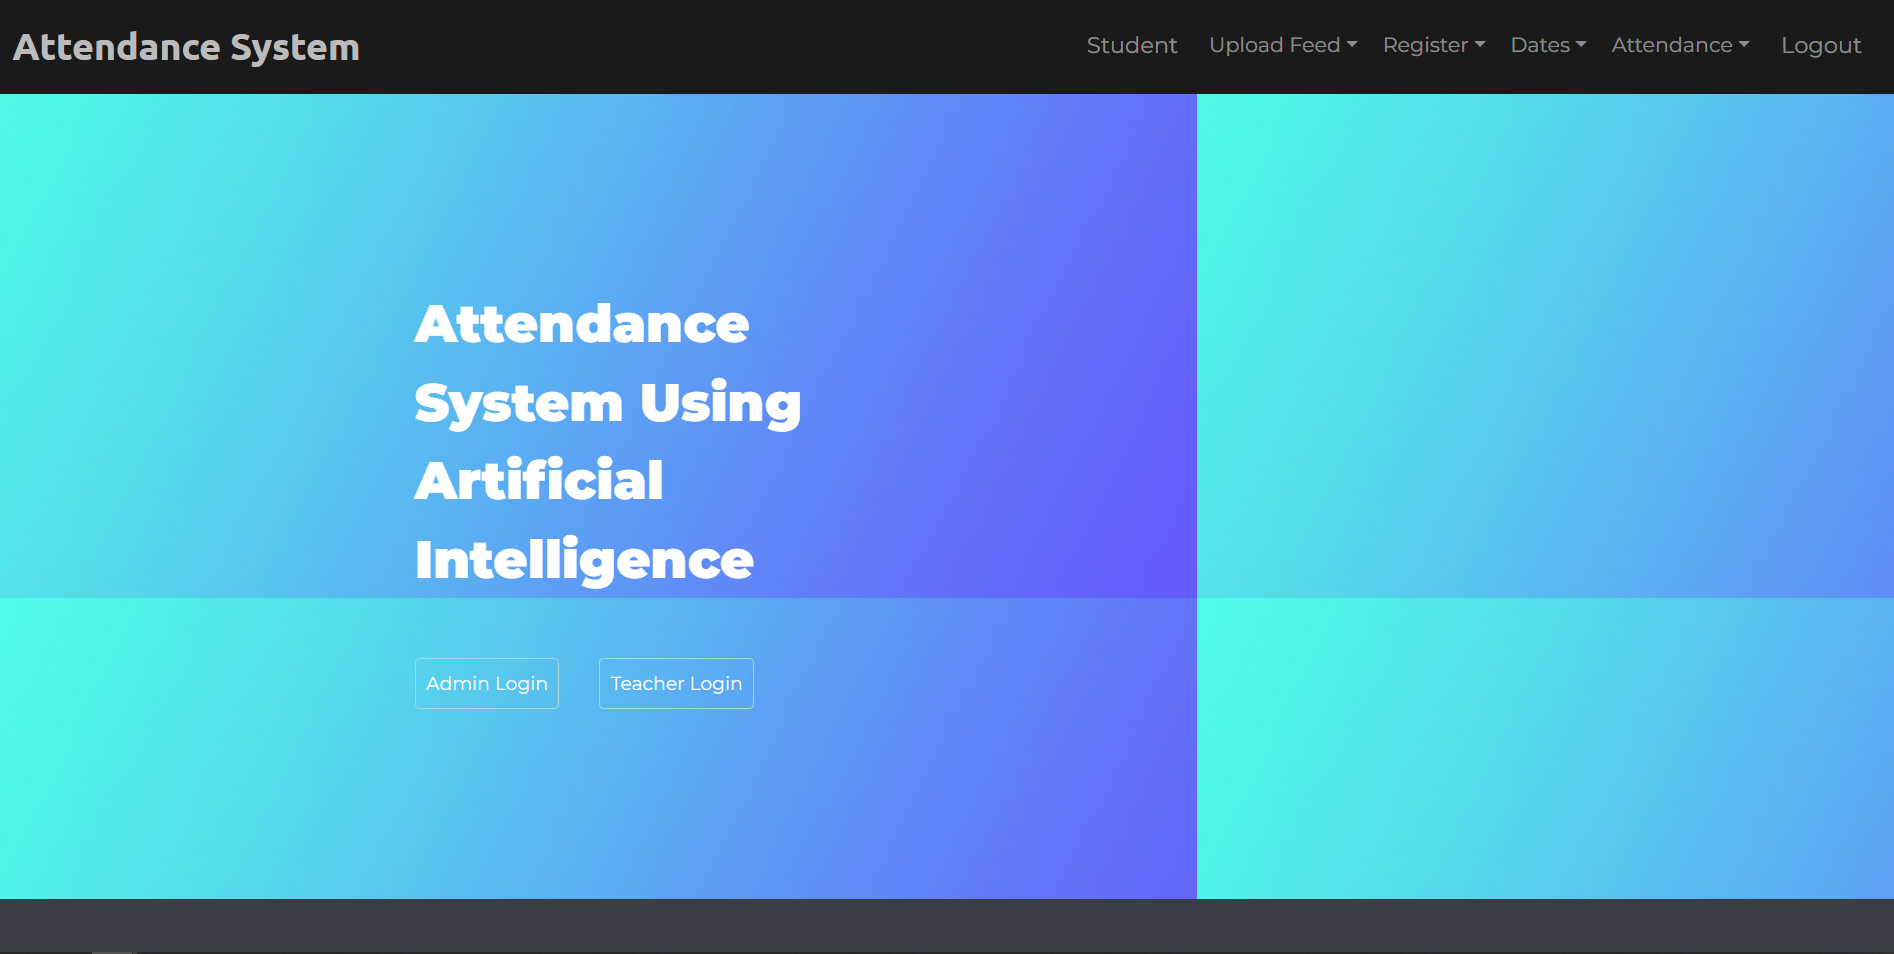 Attendance System
Student Upload Feed Register Dates Attendance Logout
Attendance
System Using
Artificial
Intelligence
Admin Login Teacher Login